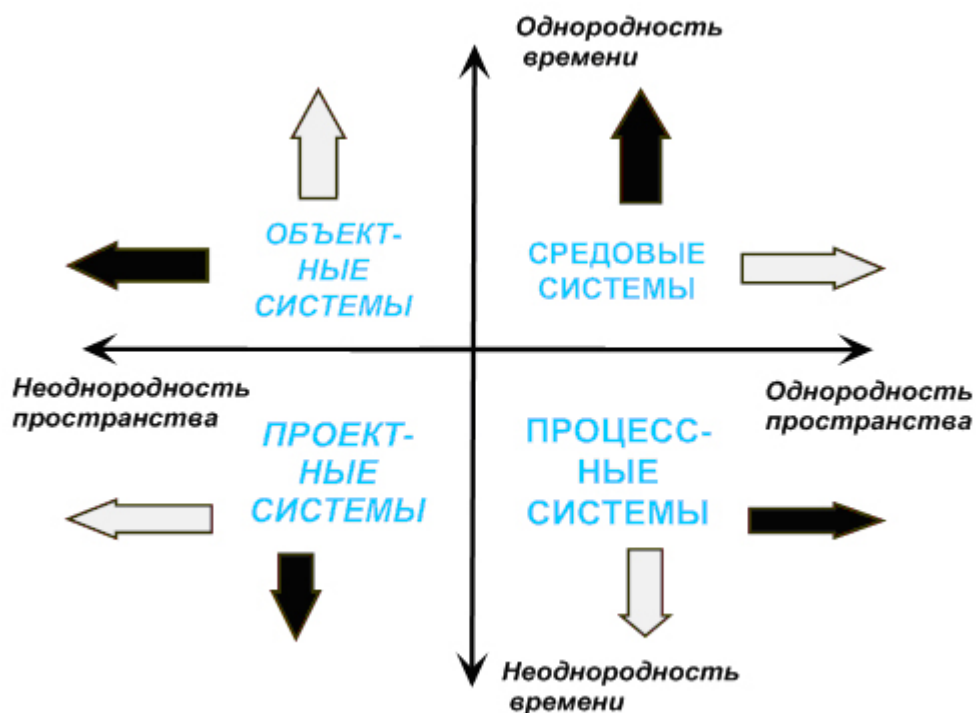 Однородность
времени
ОБЪЕКТ-
НЫЕ
СИСТЕМЫ
СРЕДОВЫЕ
СИСТЕМЫ
Неоднородность
пространства
Однородность
пространства
ПРОЕКТ-
НЫЕ
СИСТЕМЫ
ПРОЦЕСС-
НЫЕ
СИСТЕМЫ
Неоднородность
времени